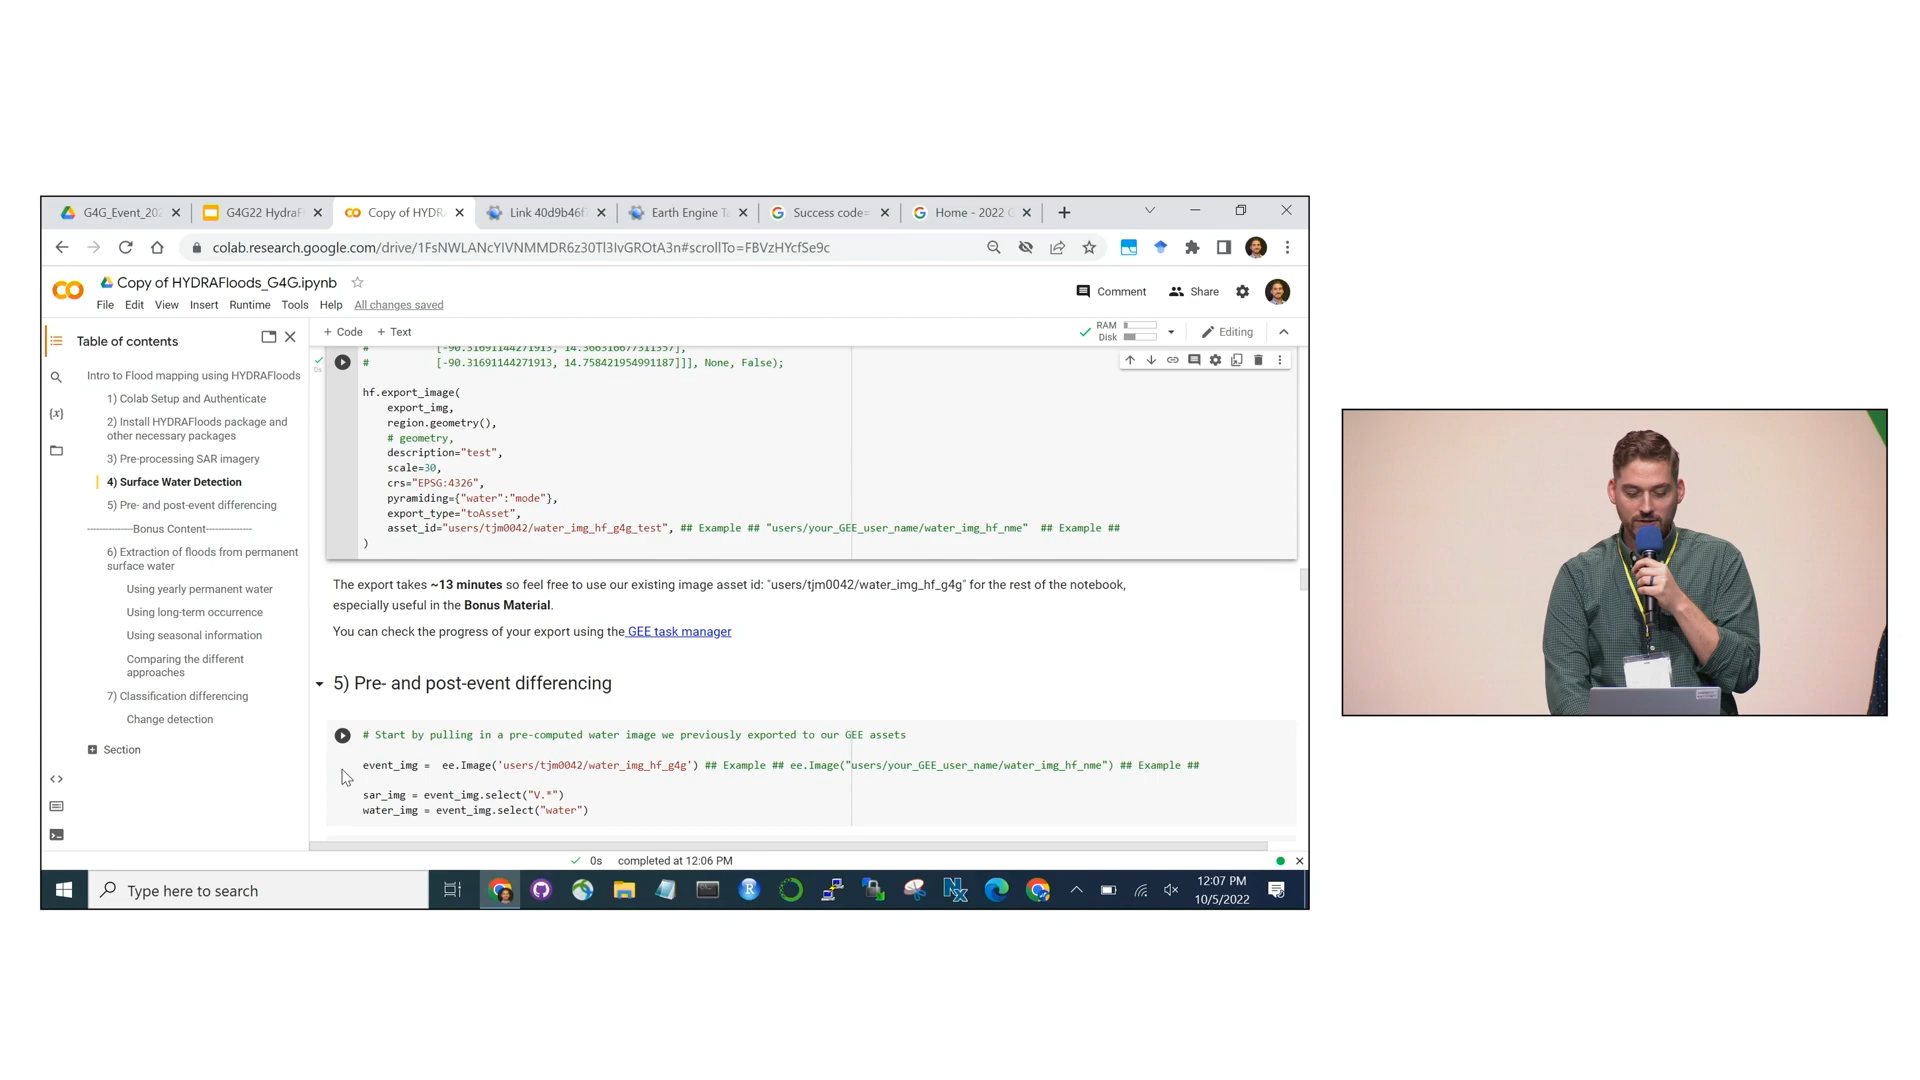 G4G_Event_202
G4G22 HydraF
Copy of HYDR
Link 40d9b46f
Earth Engine Ta
Success code=
Home - 2022 G
colab.research.google.com/drive/1FsNWLANcYIVNMMDR6z30Tl3IvGROtA3n#scrollTo=FBVzHYcfSe9c
Copy of HYDRAFloods_G4G.ipynb
File Edit View Insert Runtime Tools Help All changes saved
Comment Share
+ Code + Text
RAM
Disk
Editing
Table of contents
Intro to Flood mapping using HYDRAFloods
1) Colab Setup and Authenticate
2) Install HYDRAFloods package and
other necessary packages
3) Pre-processing SAR imagery
4) Surface Water Detection
5) Pre- and post-event differencing
---------------Bonus Content---------------
6) Extraction of floods from permanent
surface water
Using yearly permanent water
Using long-term occurrence
Using seasonal information
Comparing the different
approaches
7) Classification differencing
Change detection
Section
# [-90.31691144271913, 14.366316677311357],
# [-90.31691144271913, 14.758421954991187]]], None, False);
hf.export_image(
export_img,
region.geometry(),
# geometry,
description="test",
scale=30,
crs="EPSG:4326",
pyramiding={"water":"mode"},
export_type="toAsset",
asset_id="users/tjm0042/water_img_hf_g4g_test", ## Example ## "users/your_GEE_user_name/water_img_hf_nme" ## Example ##
)
The export takes ~13 minutes so feel free to use our existing image asset id: "users/tjm0042/water_img_hf_g4g" for the rest of the notebook,
especially useful in the Bonus Material.
You can check the progress of your export using the GEE task manager
5) Pre- and post-event differencing
# Start by pulling in a pre-computed water image we previously exported to our GEE assets
event_img = ee.Image('users/tjm0042/water_img_hf_g4g') ## Example ## ee.Image("users/your_GEE_user_name/water_img_hf_nme") ## Example ##
sar_img = event_img.select("V.*")
water_img = event_img.select("water")
0s completed at 12:06 PM
Type here to search
12:07 PM
10/5/2022